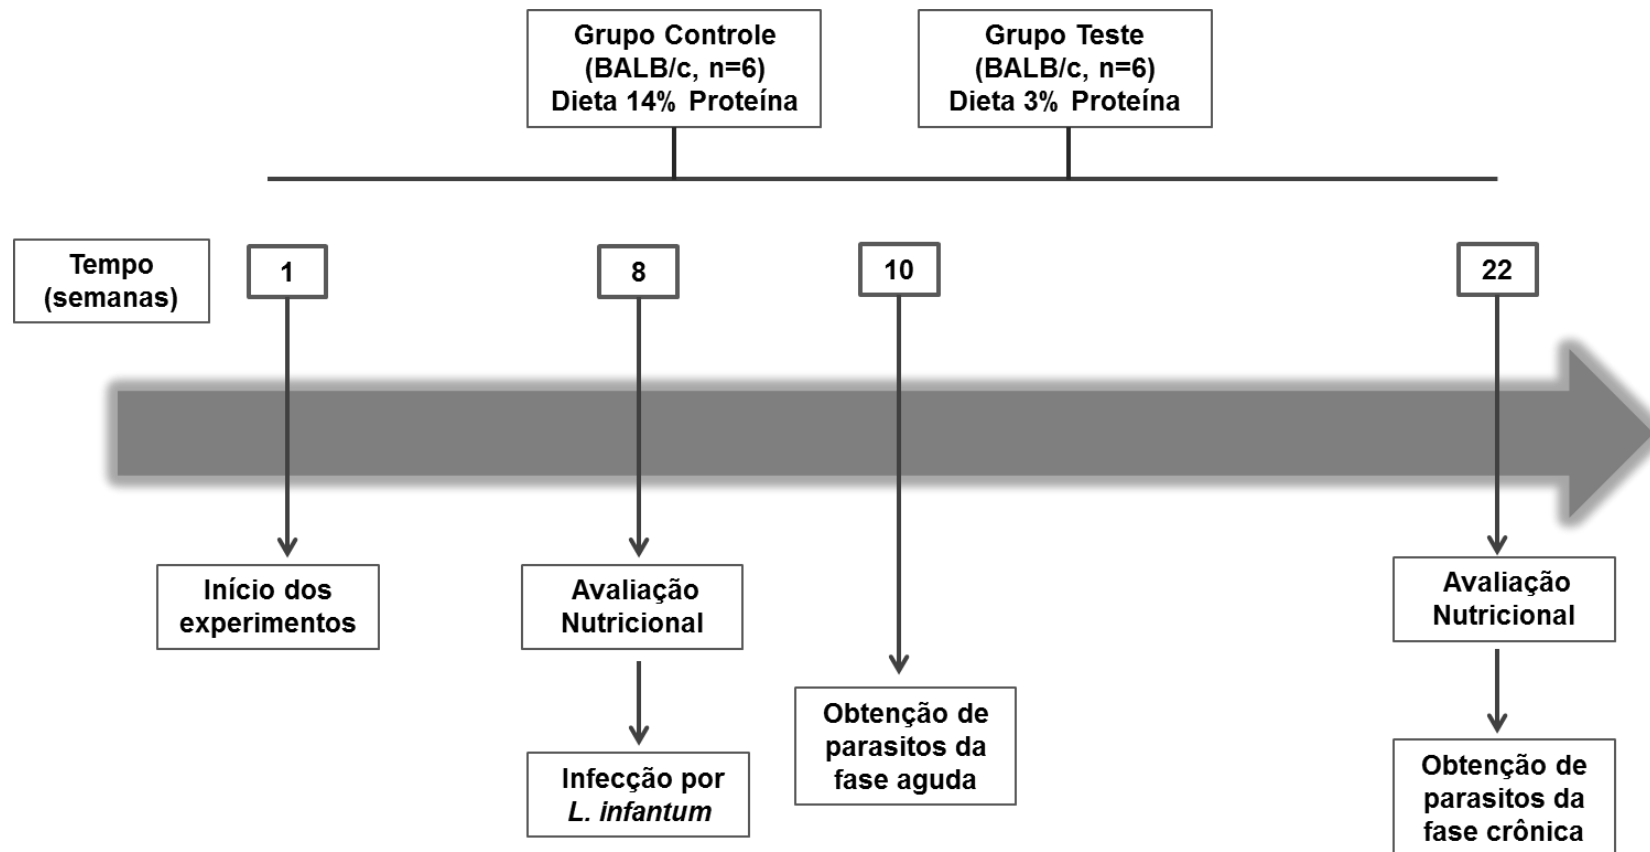 Grupo Controle
(BALB/c, n=6)
Dieta 14% Proteína
Grupo Teste
(BALB/c, n=6)
Dieta 3% Proteína
Tempo
(semanas)
1
8
10
22
Início dos
experimentos
Avaliação
Nutricional
Infecção por
L. infantum
Obtenção de
parasitos da
fase aguda
Avaliação
Nutricional
Obtenção de
parasitos da
fase crônica